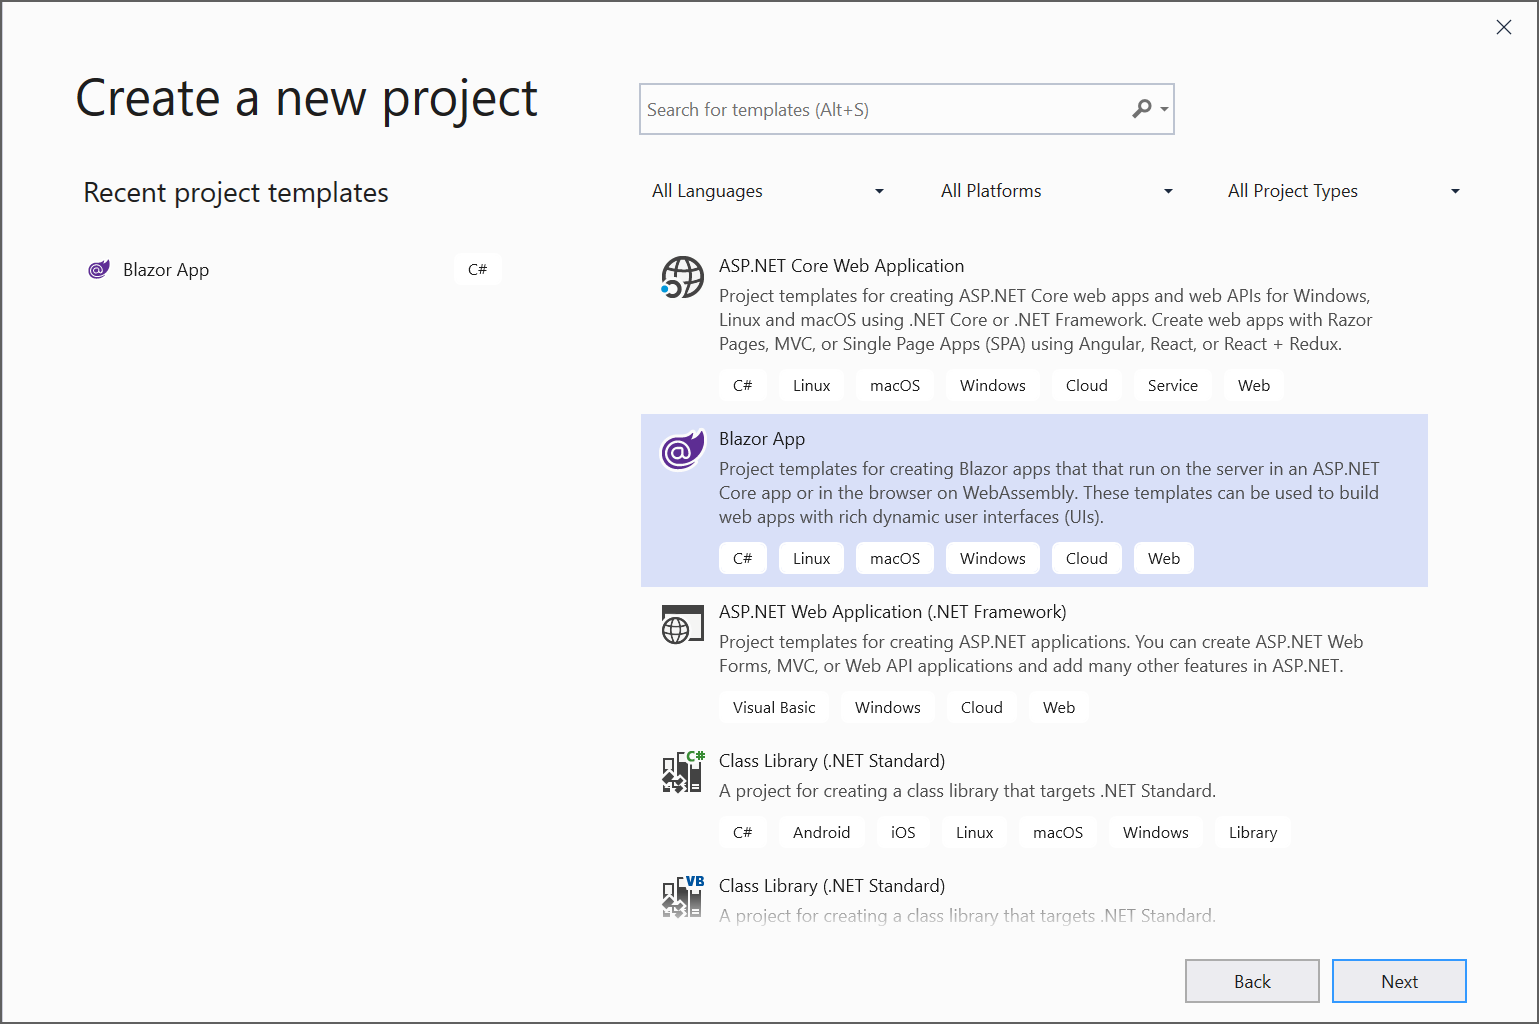 Create a new project
Search for templates (Alt+S)
Recent project templates
All Languages
All Platforms
All Project Types
@ Blazor App
C#
ASP.NET Core Web Application
Project templates for creating ASP.NET Core web apps and web APIs for Windows,
Linux and macOS using .NET Core or .NET Framework. Create web apps with Razor
Pages, MVC, or Single Page Apps (SPA) using Angular, React, or React + Redux.
C# Linux macOS Windows Cloud Service Web
@ Blazor App
Project templates for creating Blazor apps that that run on the server in an ASP.NET
Core app or in the browser on WebAssembly. These templates can be used to build
web apps with rich dynamic user interfaces (UIs).
C# Linux macOS Windows Cloud Web
ASP.NET Web Application (.NET Framework)
Project templates for creating ASP.NET applications. You can create ASP.NET Web
Forms, MVC, or Web API applications and add many other features in ASP.NET.
Visual Basic Windows Cloud Web
C# Class Library (.NET Standard)
A project for creating a class library that targets .NET Standard.
C# Android iOS Linux macOS Windows Library
VB Class Library (.NET Standard)
A project for creating a class library that targets .NET Standard.
Back
Next